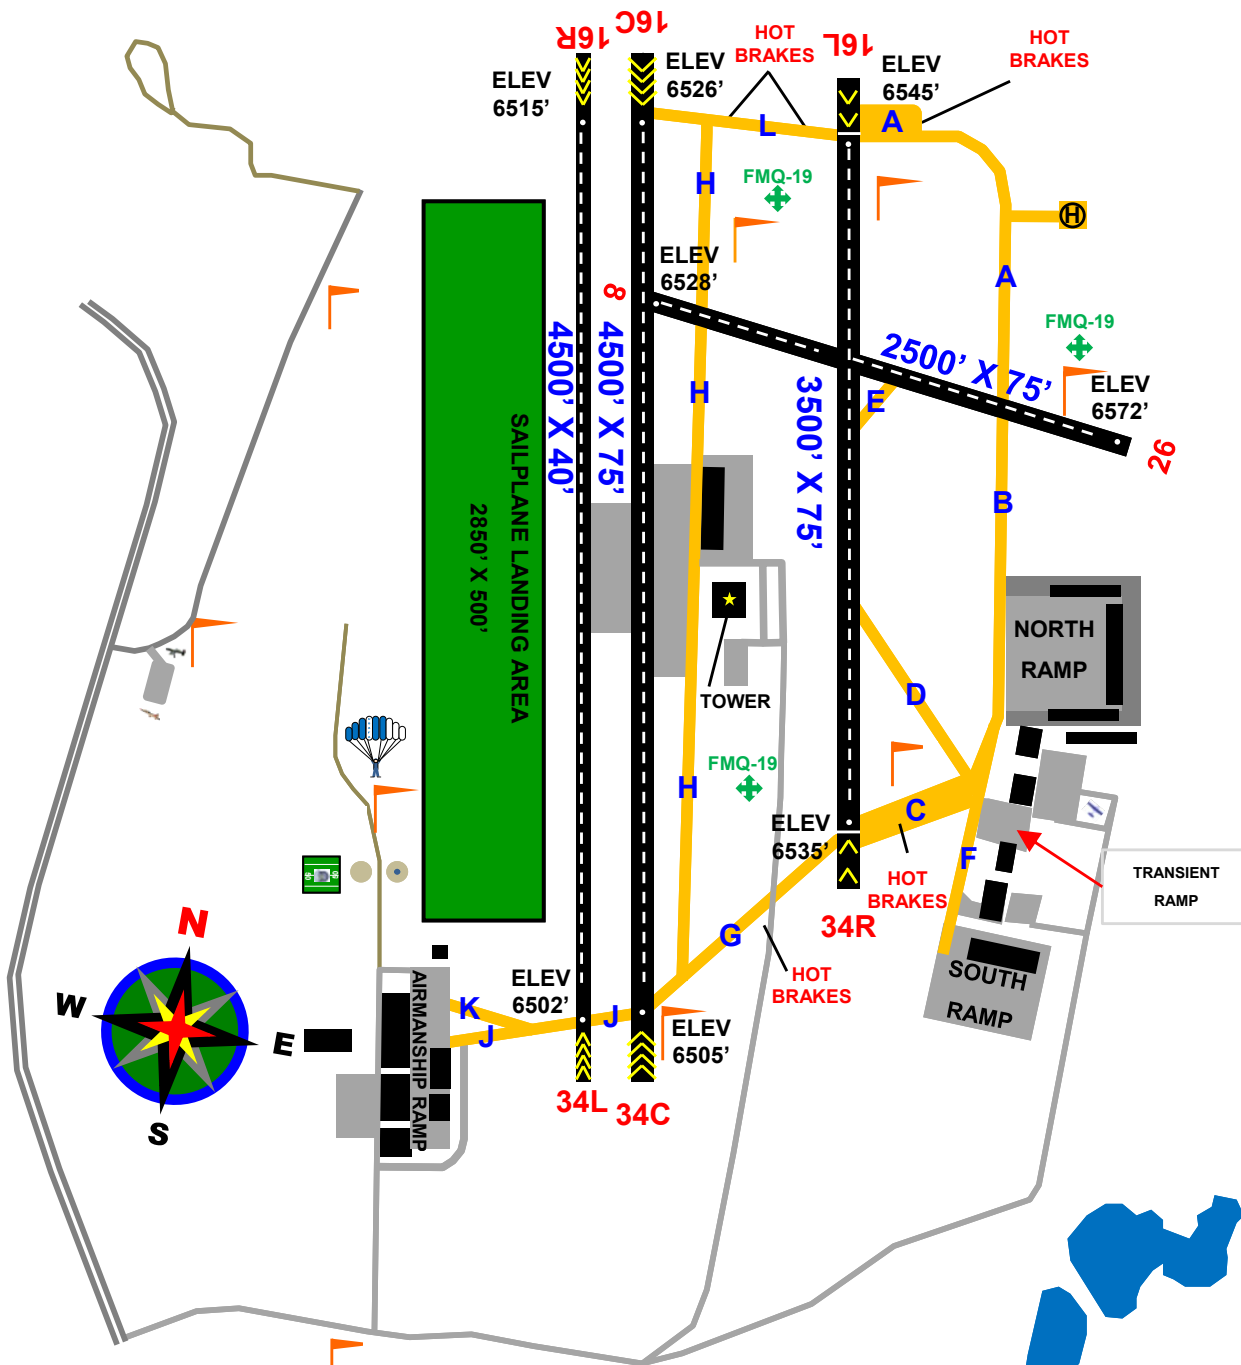 16R
16C
HOT
BRAKES
16L
HOT
BRAKES
ELEV
6515'
ELEV
6526'
ELEV
6545'
L
A
H
FMQ-19
H
ELEV
6528'
A
8
FMQ-19
4500' X 40'
4500' X 75'
2500' X 75'
ELEV
6572'
H
E
3500' X 75'
26
SAILPLANE LANDING AREA
2850' X 500'
B
NORTH
RAMP
TOWER
D
FMQ-19
H
C
ELEV
6535'
F
HOT
BRAKES
TRANSIENT
RAMP
34R
G
N
W
E
S
HOT
BRAKES
SOUTH
RAMP
AIRMANSHIP RAMP
ELEV
6502'
K
J
J
ELEV
6505'
34L
34C